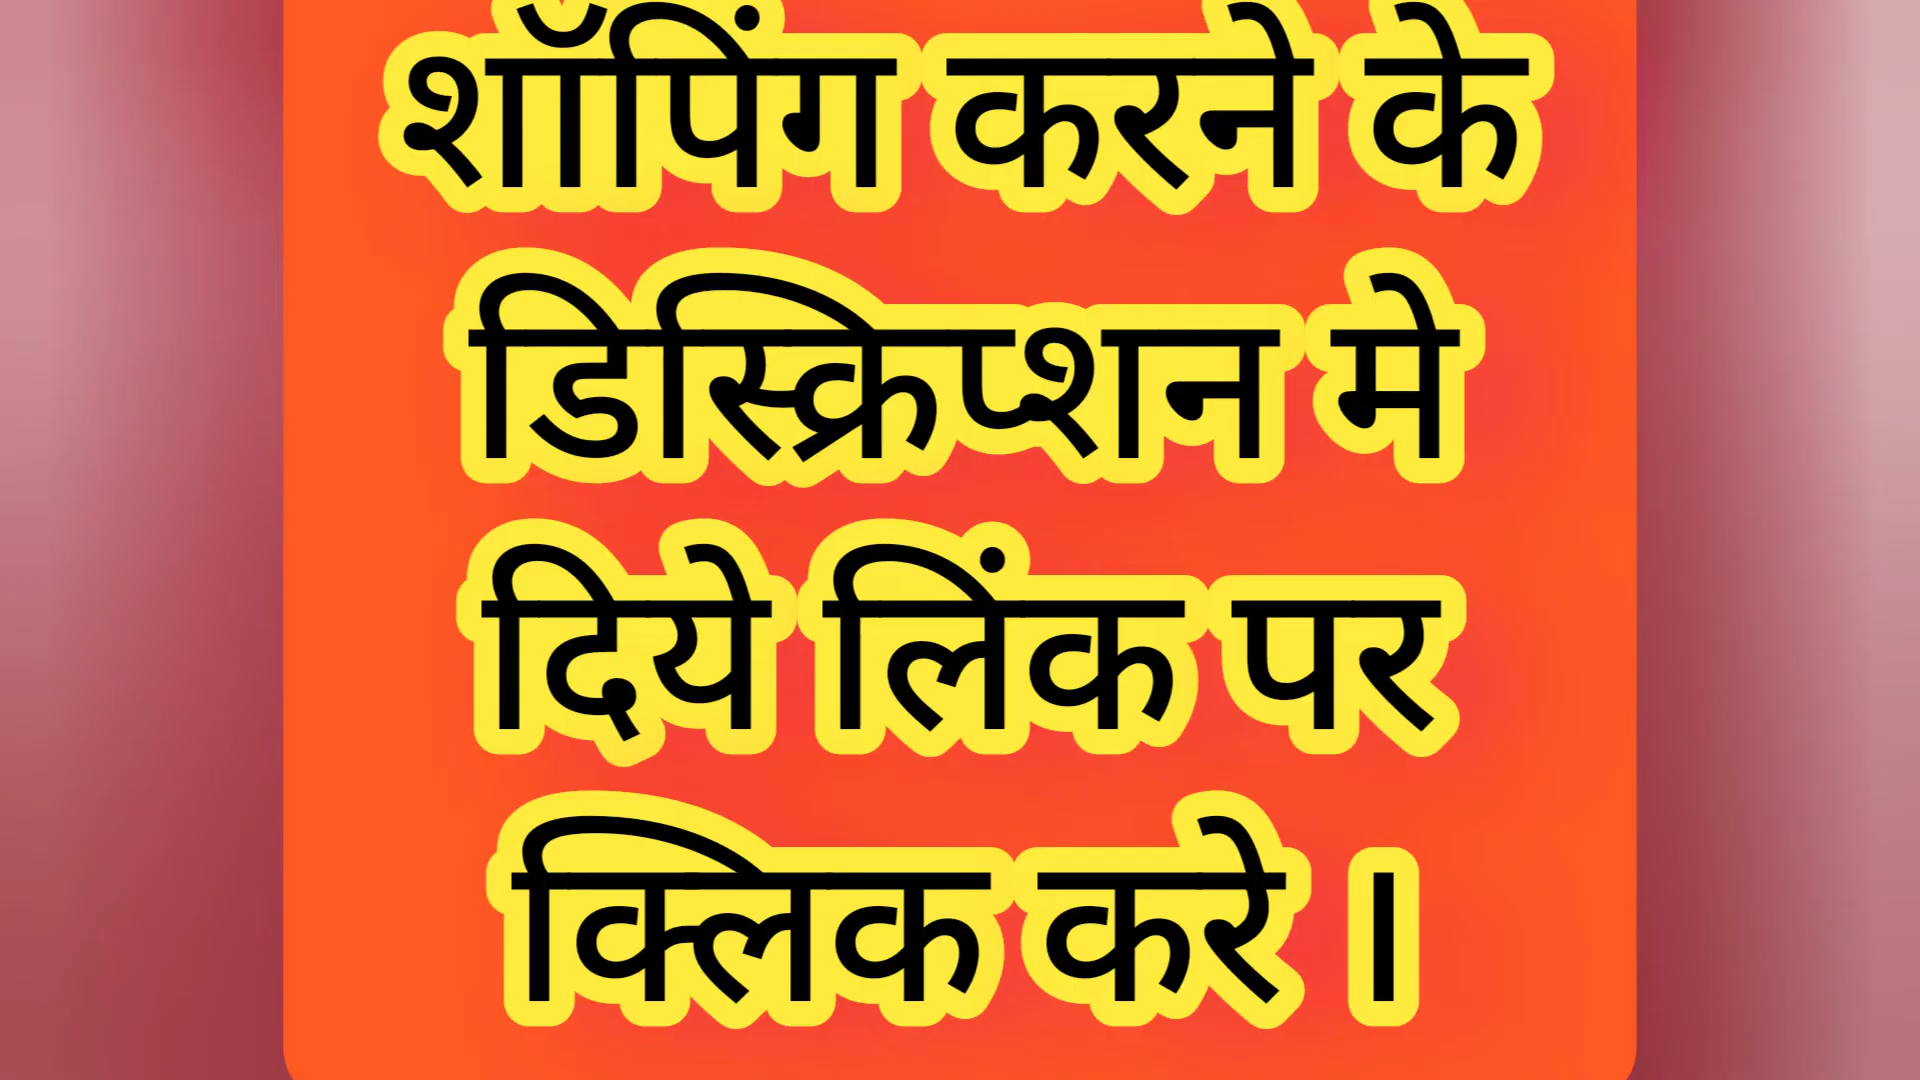 शॉपिंग करने के
डिस्क्रिप्शन मे
दिये लिंक पर
क्लिक करे ।